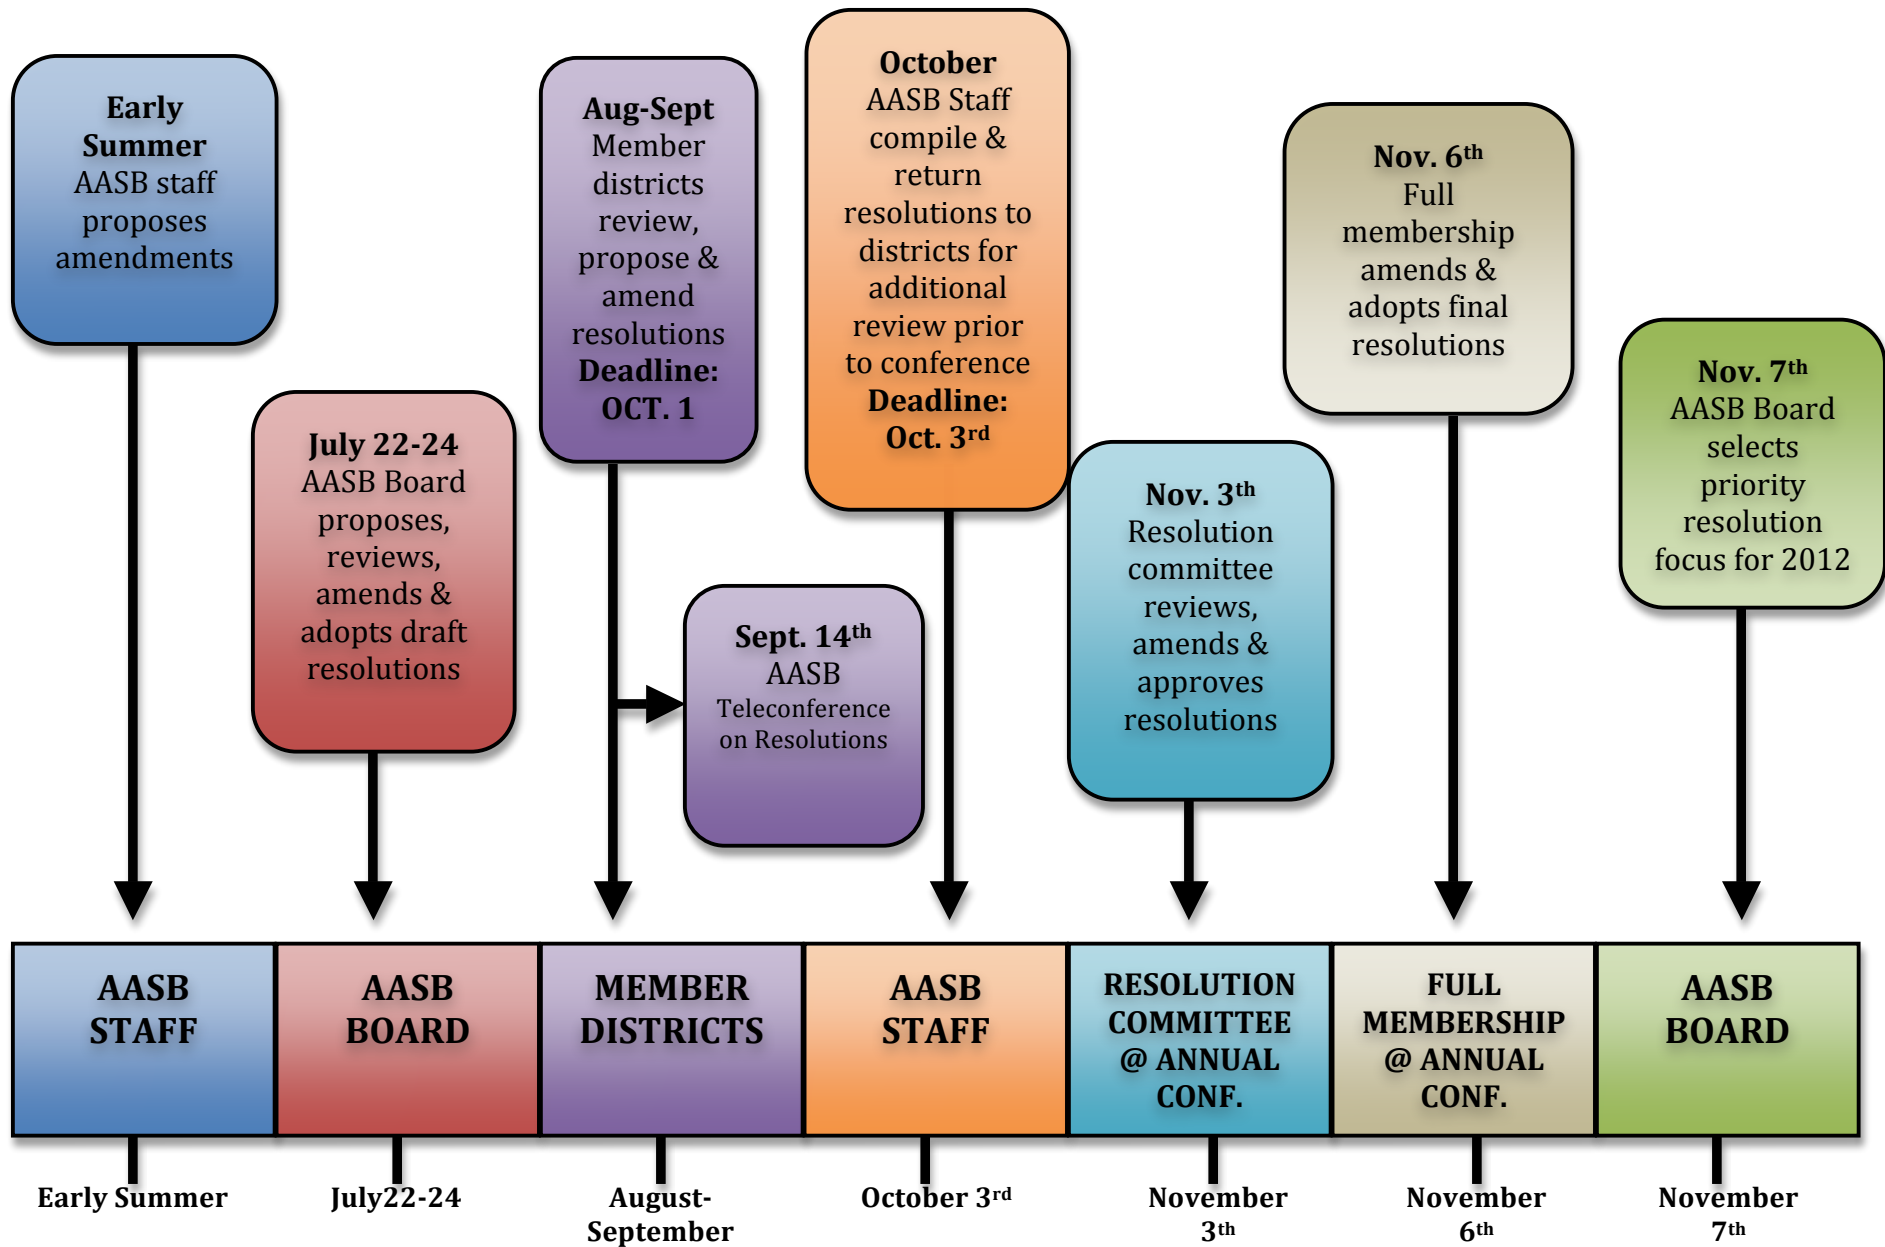 Early
Summer
AASB staff
proposes
amendments
July 22-24
AASB Board
proposes,
reviews,
amends &
adopts draft
resolutions
Aug-Sept
Member
districts
review,
propose &
amend
resolutions
Deadline:
OCT. 1
Sept. 14th
AASB
Teleconference
on Resolutions
October
AASB Staff
compile &
return
resolutions to
districts for
additional
review prior
to conference
Deadline:
Oct. 3rd
Nov. 3th
Resolution
committee
reviews,
amends &
approves
resolutions
Nov. 6th
Full
membership
amends &
adopts final
resolutions
Nov. 7th
AASB Board
selects
priority
resolution
focus for 2012
AASB
STAFF
AASB
BOARD
MEMBER
DISTRICTS
AASB
STAFF
RESOLUTION
COMMITTEE
@ ANNUAL
CONF.
FULL
MEMBERSHIP
@ ANNUAL
CONF.
AASB
BOARD
Early Summer
July22-24
August-
September
October 3rd
November
3th
November
6th
November
7th